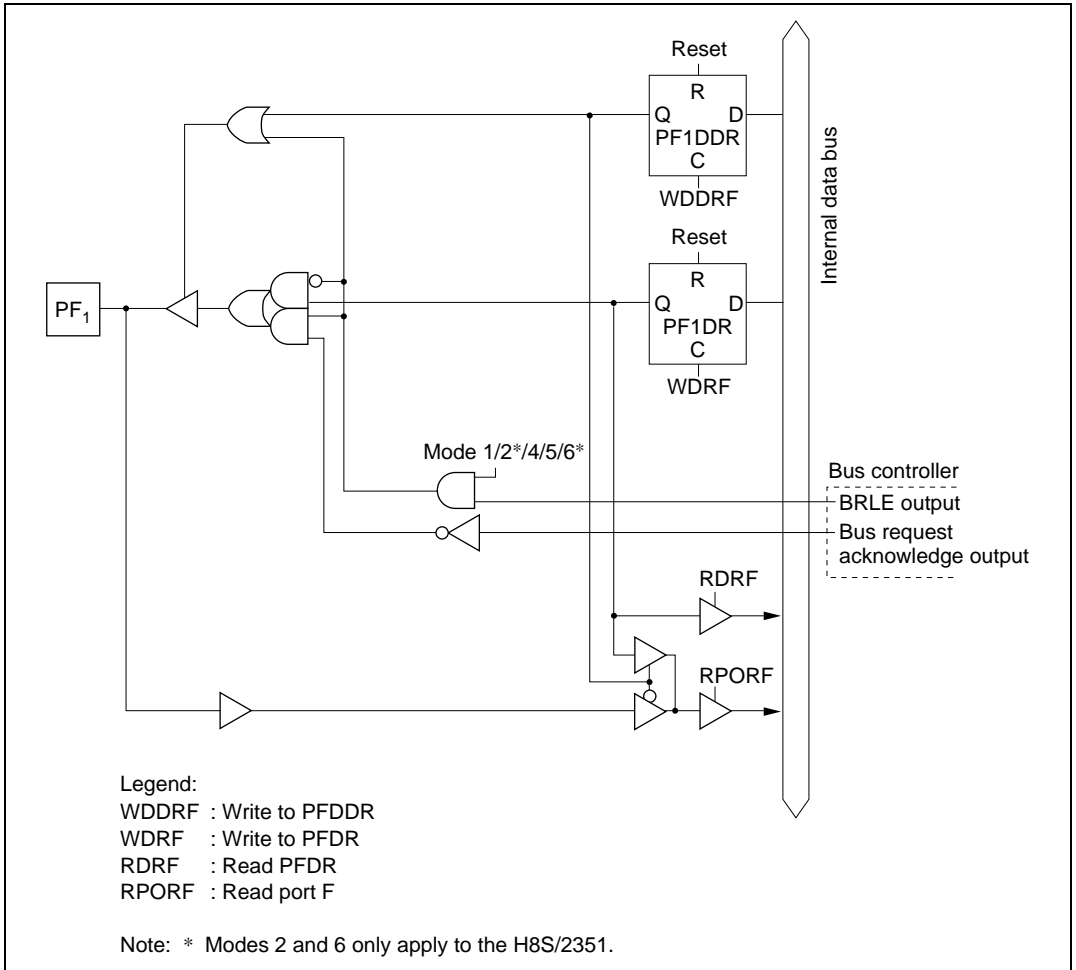 Reset
R
Q D
PF1DDR
C
WDDRF
Internal data bus
Reset
R
Q D
PF1DR
C
WDRF
PF1
Mode 1/2*/4/5/6*
Bus controller
BRLE output
Bus request
acknowledge output
RDRF
RPORF
Legend:
WDDRF : Write to PFDDR
WDRF : Write to PFDR
RDRF : Read PFDR
RPORF : Read port F
Note: * Modes 2 and 6 only apply to the H8S/2351.